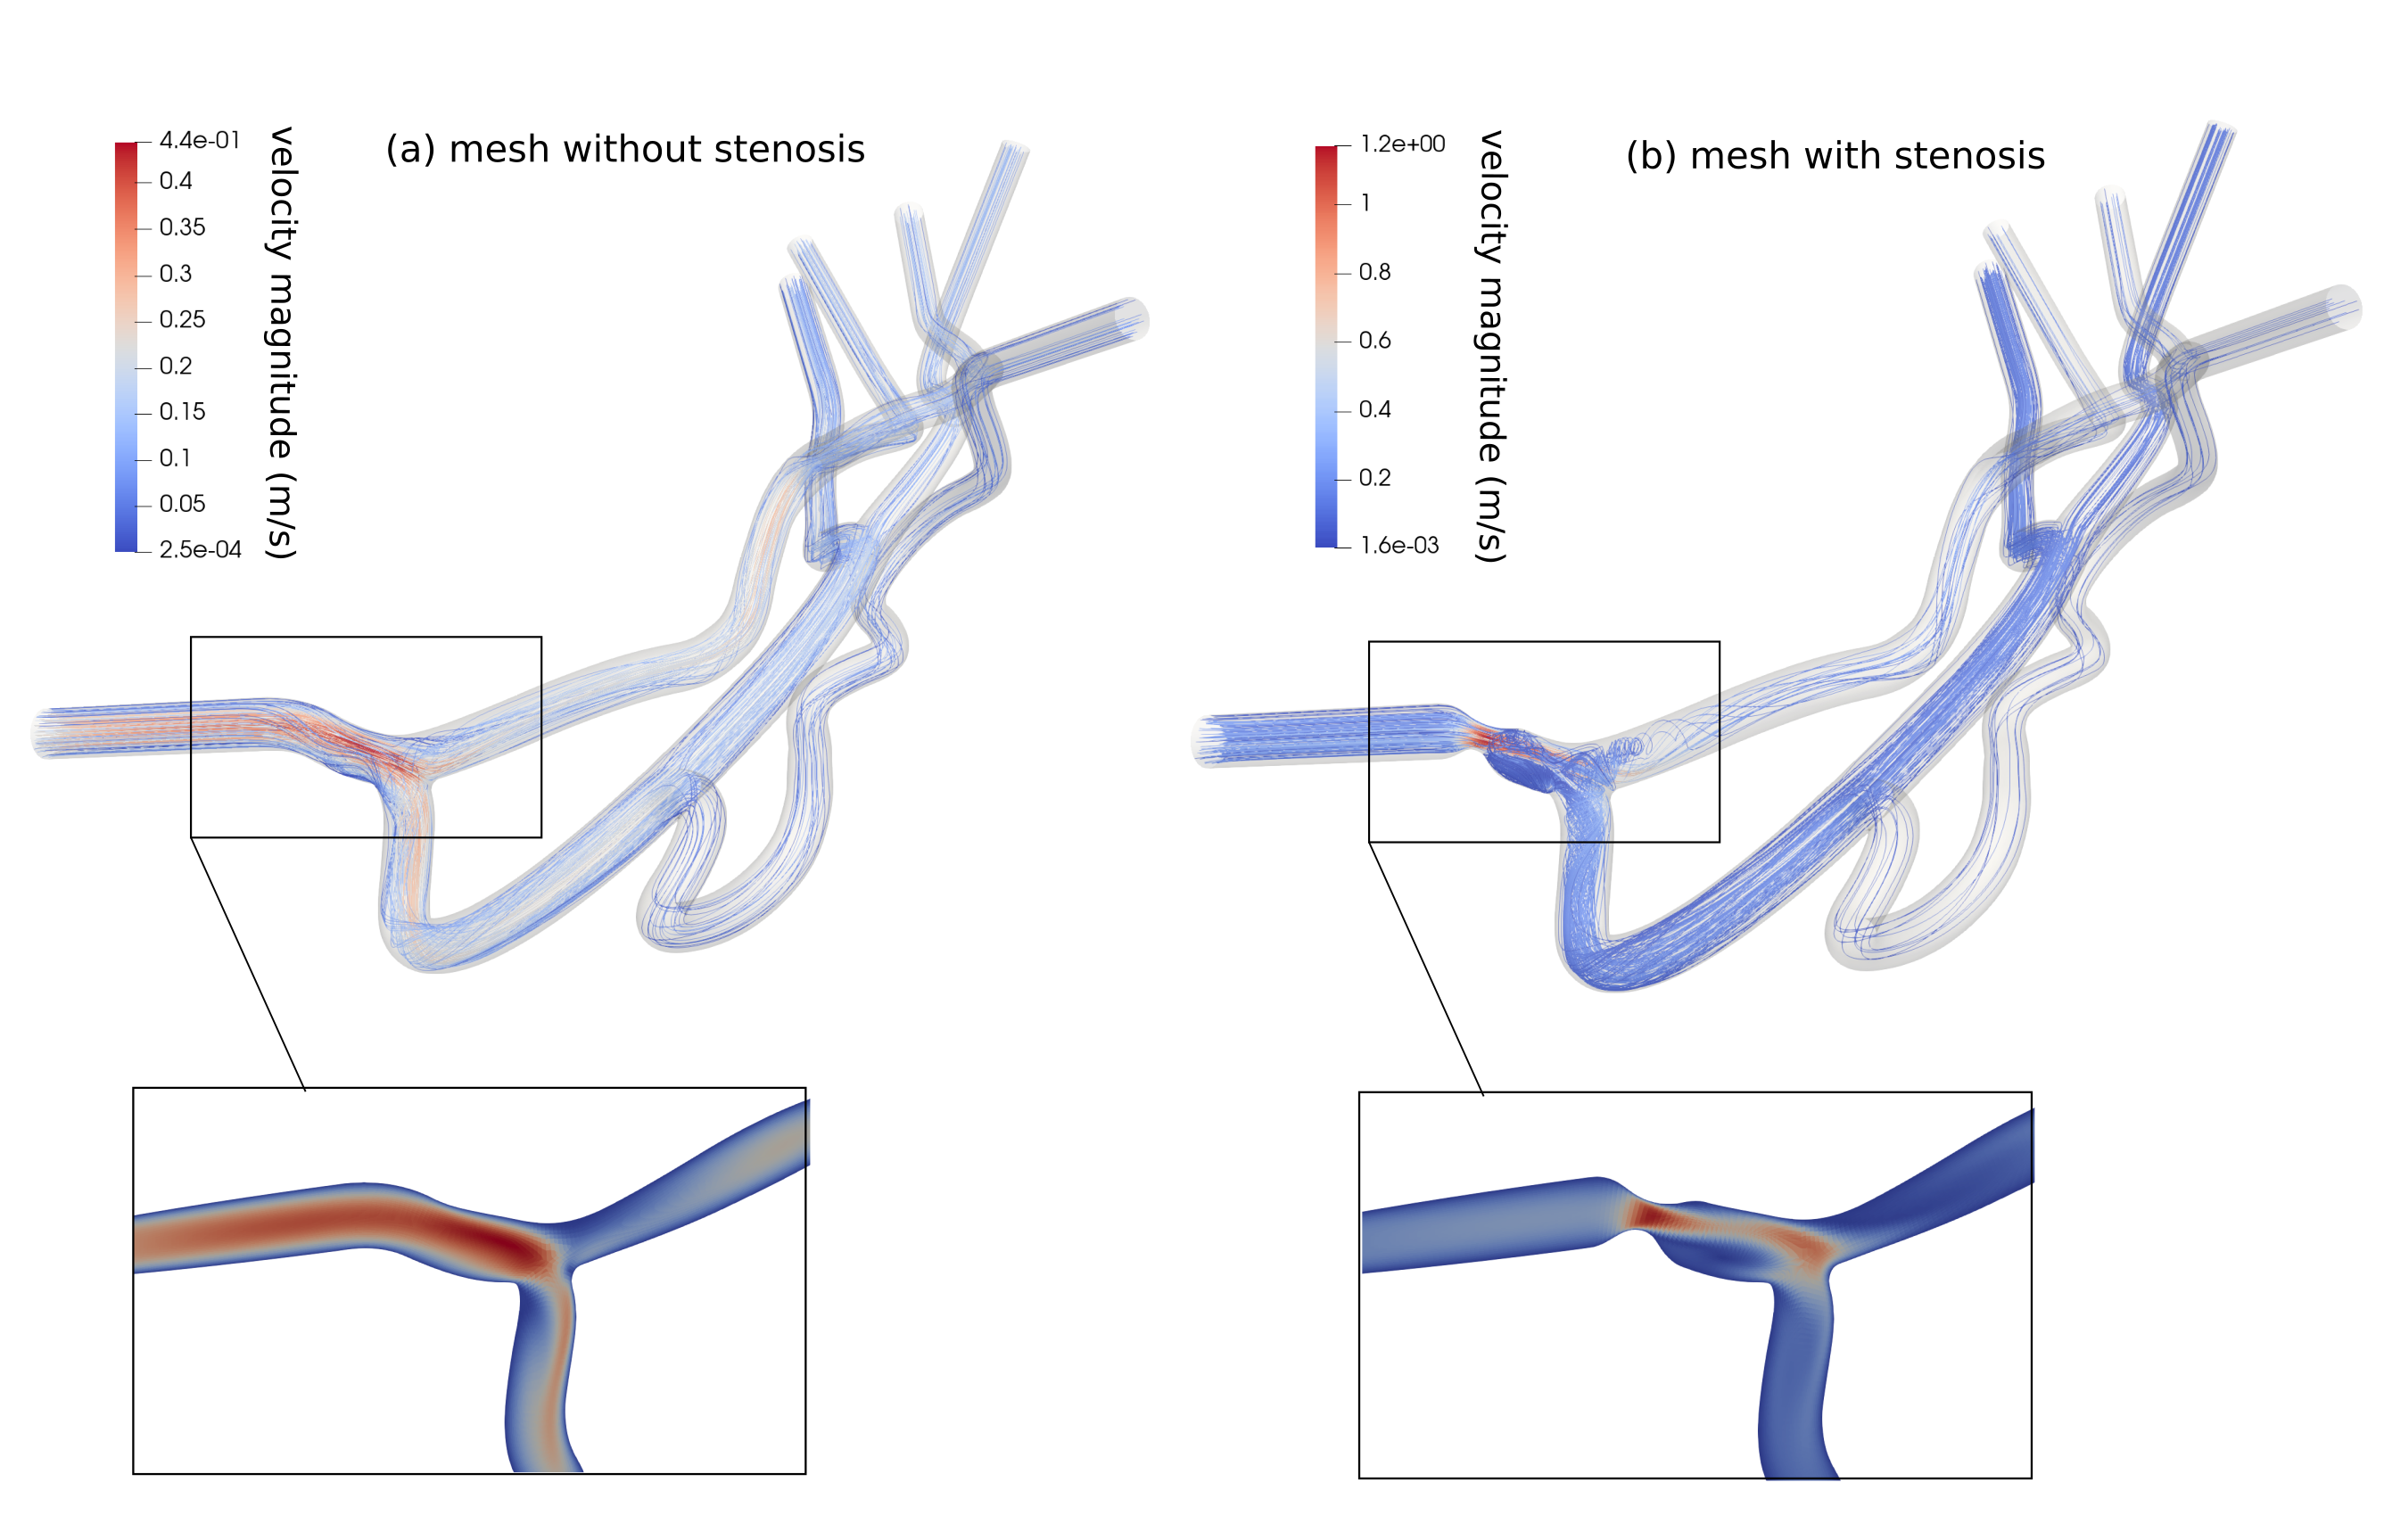 (a) mesh without stenosis
velocity magnitude (m/s)
4.4e-01
0.4
0.35
0.3
0.25
0.2
0.15
0.1
0.05
2.5e-04
(b) mesh with stenosis
velocity magnitude (m/s)
1.2e+00
1
0.8
0.6
0.4
0.2
1.6e-03